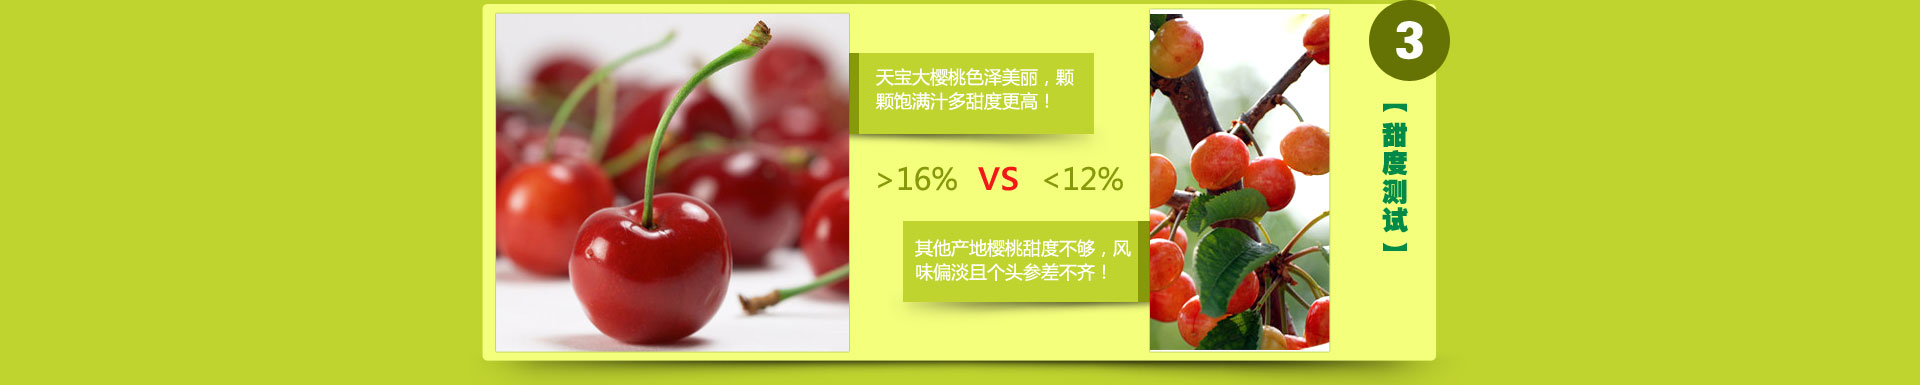 天宝大樱桃色泽美丽，颗
颗饱满汁多甜度更高！
>16% VS <12%
其他产地樱桃甜度不够，风
味偏淡且个头参差不齐！
3
【甜度测试】